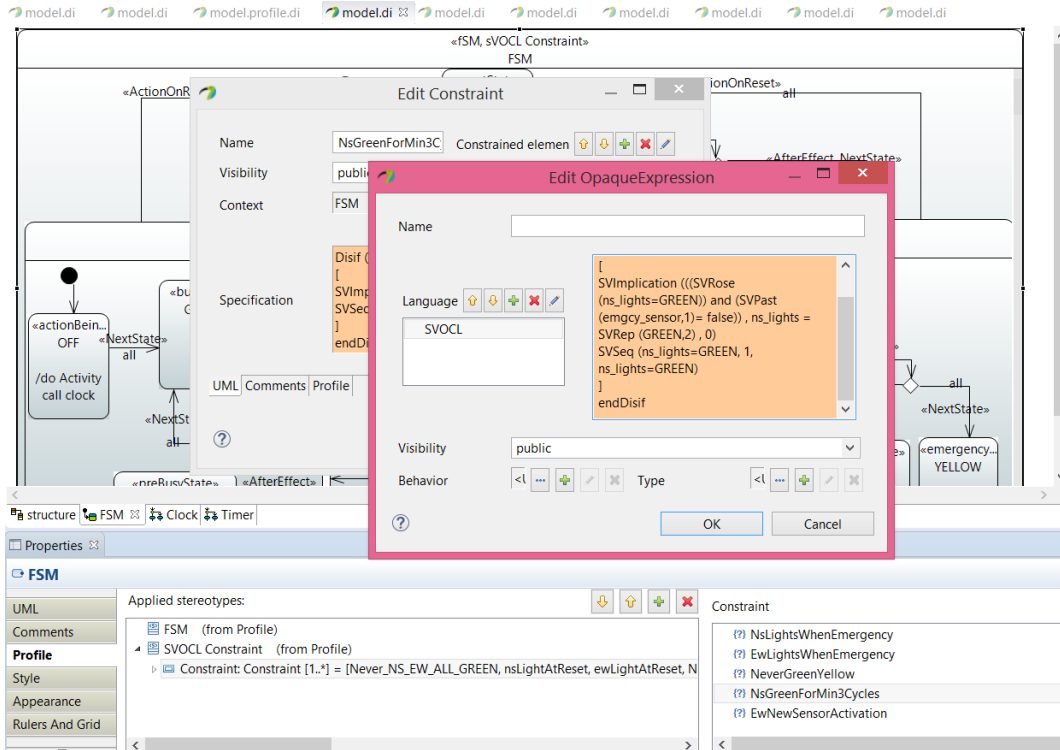 model.di
model.di
model.profile.di
model.di
model.di
model.di
model.di
model.di
model.di
model.di
«fSM, sVOCL Constraint»
FSM
«ActionOnR
ionOnReset»
all
«AfterEffect, NextState»
Edit Constraint
Name
NsGreenForMin3Cy
Constrained elemen
Visibility
public
Context
FSM
Specification
Disif (
[
SVImp
SVSeq
]
endDi
UML
Comments
Profile
Edit OpaqueExpression
Name
Language
SVOCL
[
SVImplication (((SVRose
(ns_lights=GREEN)) and (SVPast
(emgcy_sensor,1)= false)) , ns_lights =
SVRep (GREEN,2) , 0)
SVSeq (ns_lights=GREEN, 1,
ns_lights=GREEN)
]
endDisif
Visibility
public
Behavior
<U
Type
<U
OK
Cancel
«actionBein...
OFF
/do Activity
call clock
«NextState»
all
«bu
G
«NextSt
all
«preBusyState»
«AfterEffect»
all
«NextState»
«emergency...
YELLOW
structure
FSM
Clock
Timer
Properties
FSM
UML
Comments
Profile
Style
Appearance
Rulers And Grid
Applied stereotypes:
FSM (from Profile)
SVOCL Constraint (from Profile)
Constraint: Constraint [1..*] = [Never_NS_EW_ALL_GREEN, nsLightAtReset, ewLightAtReset, N
Constraint
NsLightsWhenEmergency
EwLightsWhenEmergency
NeverGreenYellow
NsGreenForMin3Cycles
EwNewSensorActivation